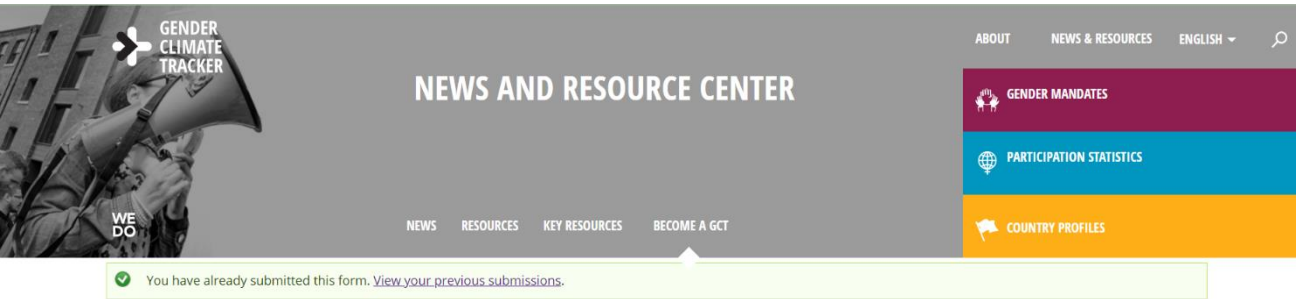 GENDER
CLIMATE
TRACKER
ABOUT NEWS & RESOURCES ENGLISH
NEWS AND RESOURCE CENTER
GENDER MANDATES
PARTICIPATION STATISTICS
WE
DO
NEWS RESOURCES KEY RESOURCES BECOME A GCT
COUNTRY PROFILES
You have already submitted this form. View your previous submissions.